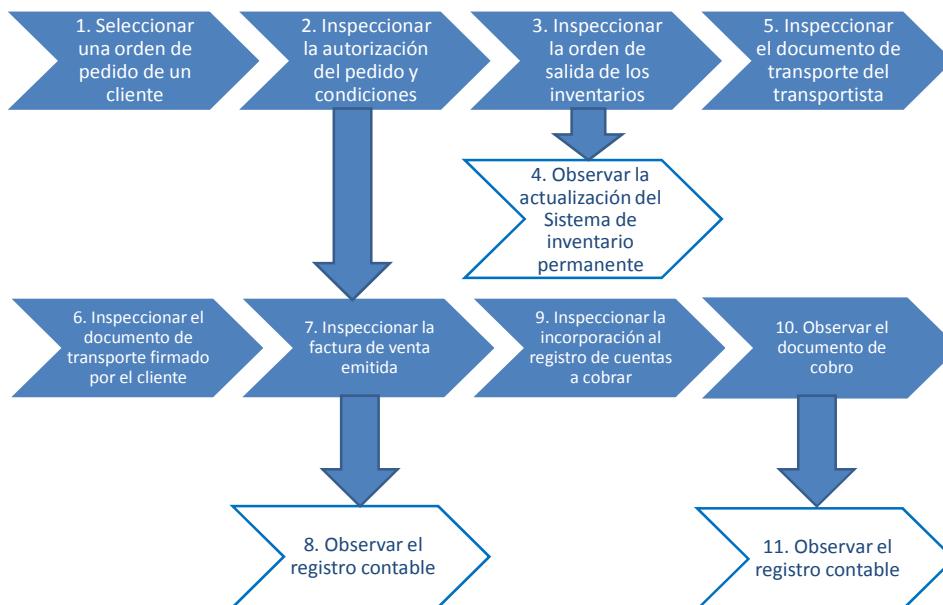 1. Seleccionar
una orden de
pedido de un
cliente
2. Inspeccionar
la autorización
del pedido y
condiciones
3. Inspeccionar
la orden de
salida de los
inventarios
5. Inspeccionar
el documento de
transporte del
transportista
4. Observar la
actualización del
Sistema de
inventario
permanente
6. Inspeccionar el
documento de
transporte firmado
por el cliente
7. Inspeccionar la
factura de venta
emitida
9. Inspeccionar la
incorporación al
registro de cuentas
a cobrar
10. Observar el
documento de
cobro
8. Observar el
registro contable
11. Observar el
registro contable